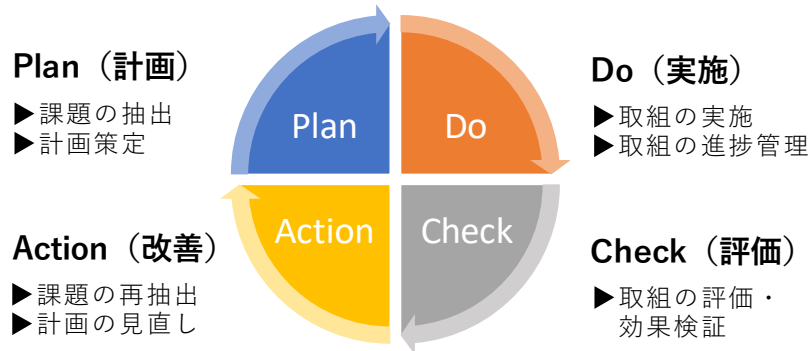 Plan（計画）
▶課題の抽出
▶計画策定
Plan
Do
Do（実施）
▶取組の実施
▶取組の進捗管理
Action（改善）
▶課題の再抽出
▶計画の見直し
Action
Check
Check（評価）
▶取組の評価・
効果検証